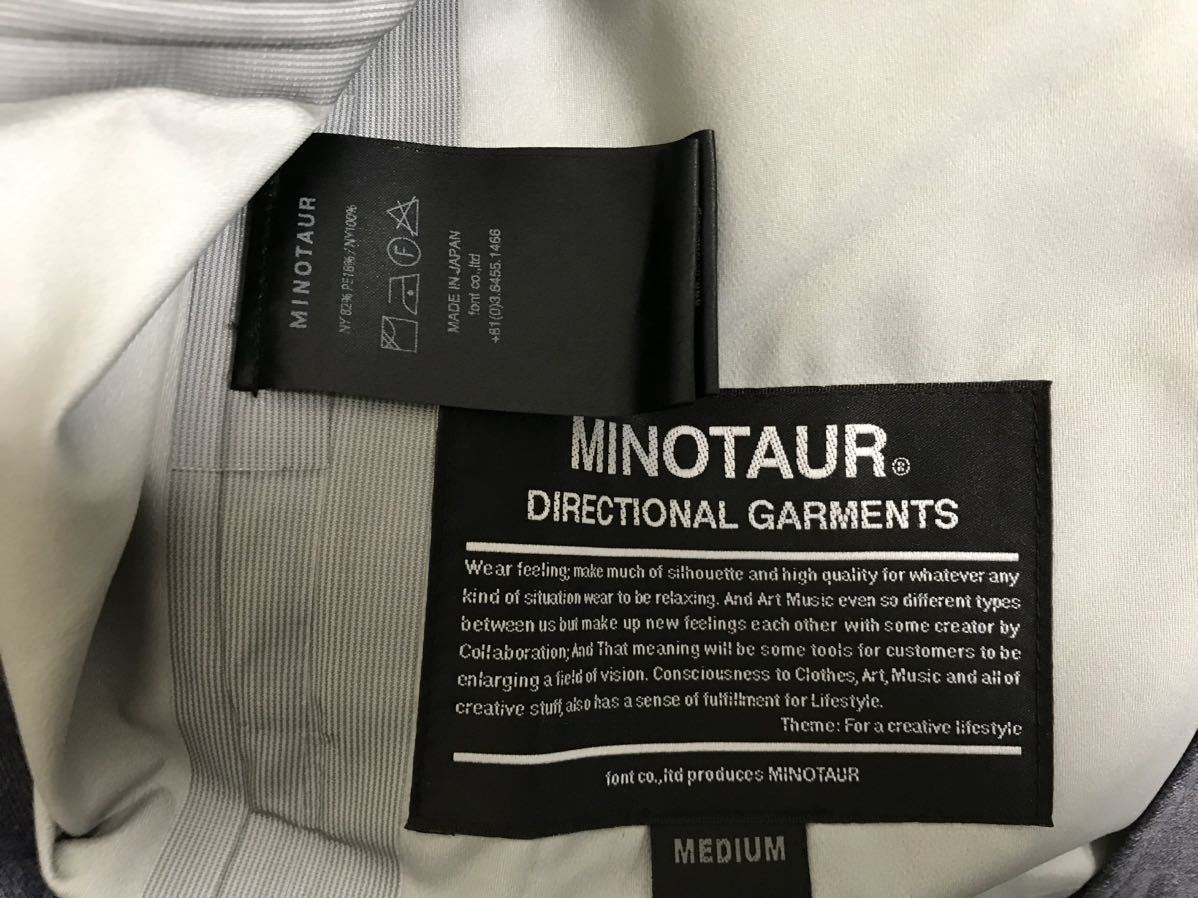 MINOTAUR
NY 82% PE18% / NY100%
F
MADE IN JAPAN
font co.,ltd
+81(0)3.6455.1466
MINOTAUR®
DIRECTIONAL GARMENTS
Wear feeling; make much of silhouette and high quality for whatever any
kind of situation wear to be relaxing. And Art Music even so different types
between us but make up new feelings each other with some creator by
Collaboration; And That meaning will be some tools for customers to be
enlarging a field of vision. Consciousness to Clothes, Art, Music and all of
creative stuff, also has a sense of fulfillment for Lifestyle.
Theme: For a creative lifestyle
font co.,ltd produces MINOTAUR
MEDIUM